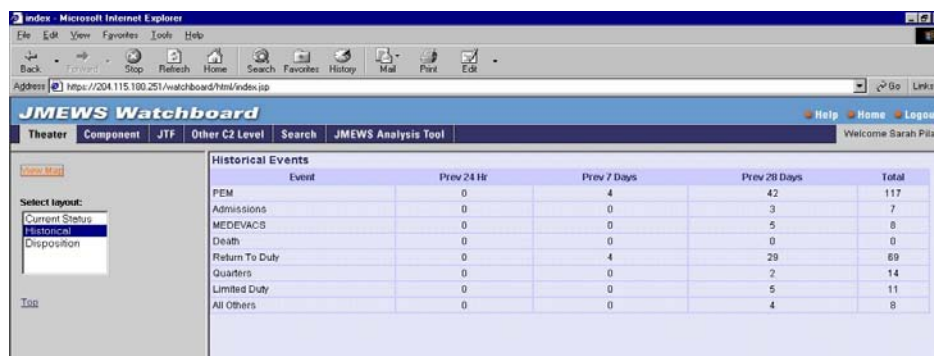 index - Microsoft Internet Explorer
File Edit View Favorites Tools Help
Back Forward Stop Refresh Home Search Favorites History Mail Print Edit
Address https://204.115.180.251/watchboard/html/index.jsp Go Links
JMEWS Watchboard Help Home Logou
Theater Component JTF Other C2 Level Search JMEWS Analysis Tool Welcome Sarah Pila
View Map
Select layout:
Current Status
Historical
Disposition
Top
Historical Events
Event Prev 24 Hr Prev 7 Days Prev 28 Days Total
PEM 0 4 42 117
Admissions 0 0 3 7
MEDEVACS 0 0 5 8
Death 0 0 0 0
Return To Duty 0 4 29 69
Quarters 0 0 2 14
Limited Duty 0 0 5 11
All Others 0 0 4 8